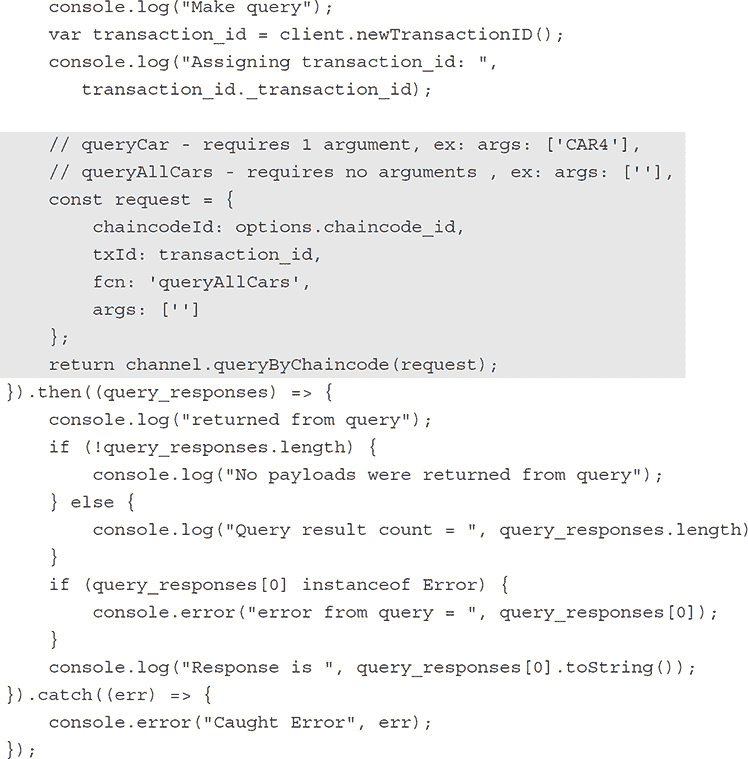 console.log("Make query");
var transaction_id = client.newTransactionID();
console.log("Assigning transaction_id: ",
transaction_id._transaction_id);
// queryCar - requires 1 argument, ex: args: ['CAR4'],
// queryAllCars - requires no arguments , ex: args: [''],
const request = {
chaincodeId: options.chaincode_id,
txId: transaction_id,
fcn: 'queryAllCars',
args: ['']
};
return channel.queryByChaincode(request);
}).then((query_responses) => {
console.log("returned from query");
if (!query_responses.length) {
console.log("No payloads were returned from query");
} else {
console.log("Query result count = ", query_responses.length)
}
if (query_responses[0] instanceof Error) {
console.error("error from query = ", query_responses[0]);
}
console.log("Response is ", query_responses[0].toString());
}).catch((err) => {
console.error("Caught Error", err);
});